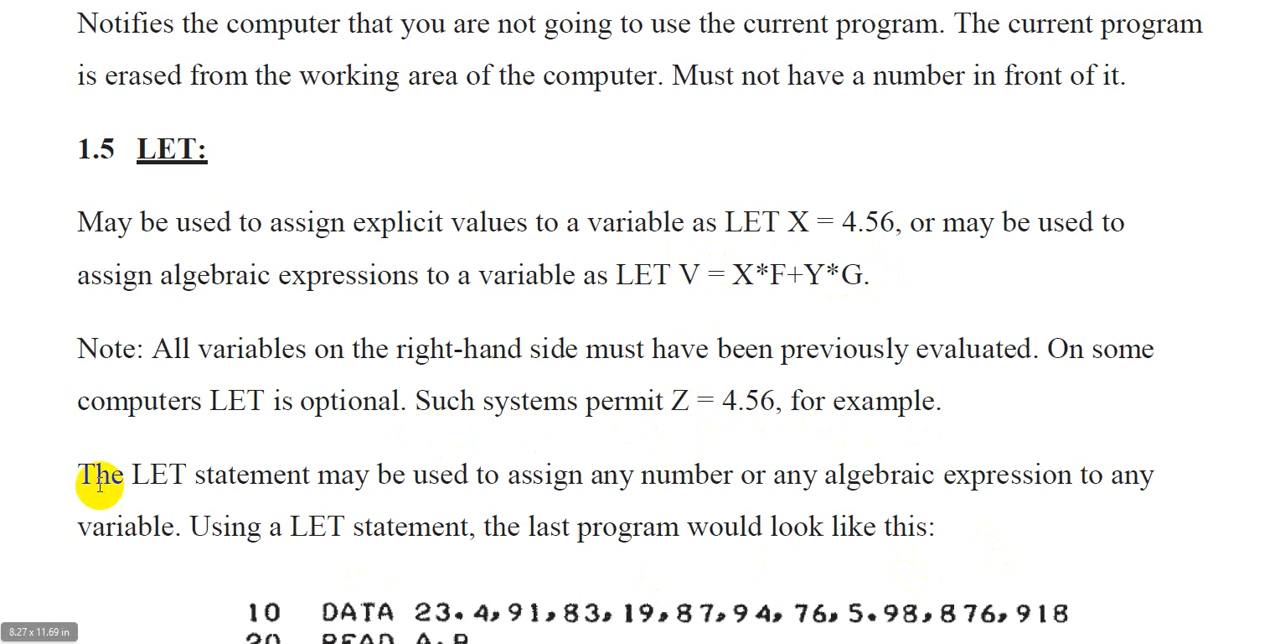 Notifies the computer that you are not going to use the current program. The current program
is erased from the working area of the computer. Must not have a number in front of it.
1.5 LET:
May be used to assign explicit values to a variable as LET X = 4.56, or may be used to
assign algebraic expressions to a variable as LET V = X*F+Y*G.
Note: All variables on the right-hand side must have been previously evaluated. On some
computers LET is optional. Such systems permit Z = 4.56, for example.
The LET statement may be used to assign any number or any algebraic expression to any
variable. Using a LET statement, the last program would look like this:
10 DATA 23.4,91,83,19,87,94,76,5.98,876,918
20 READ A,B
8.27 x 11.69 in